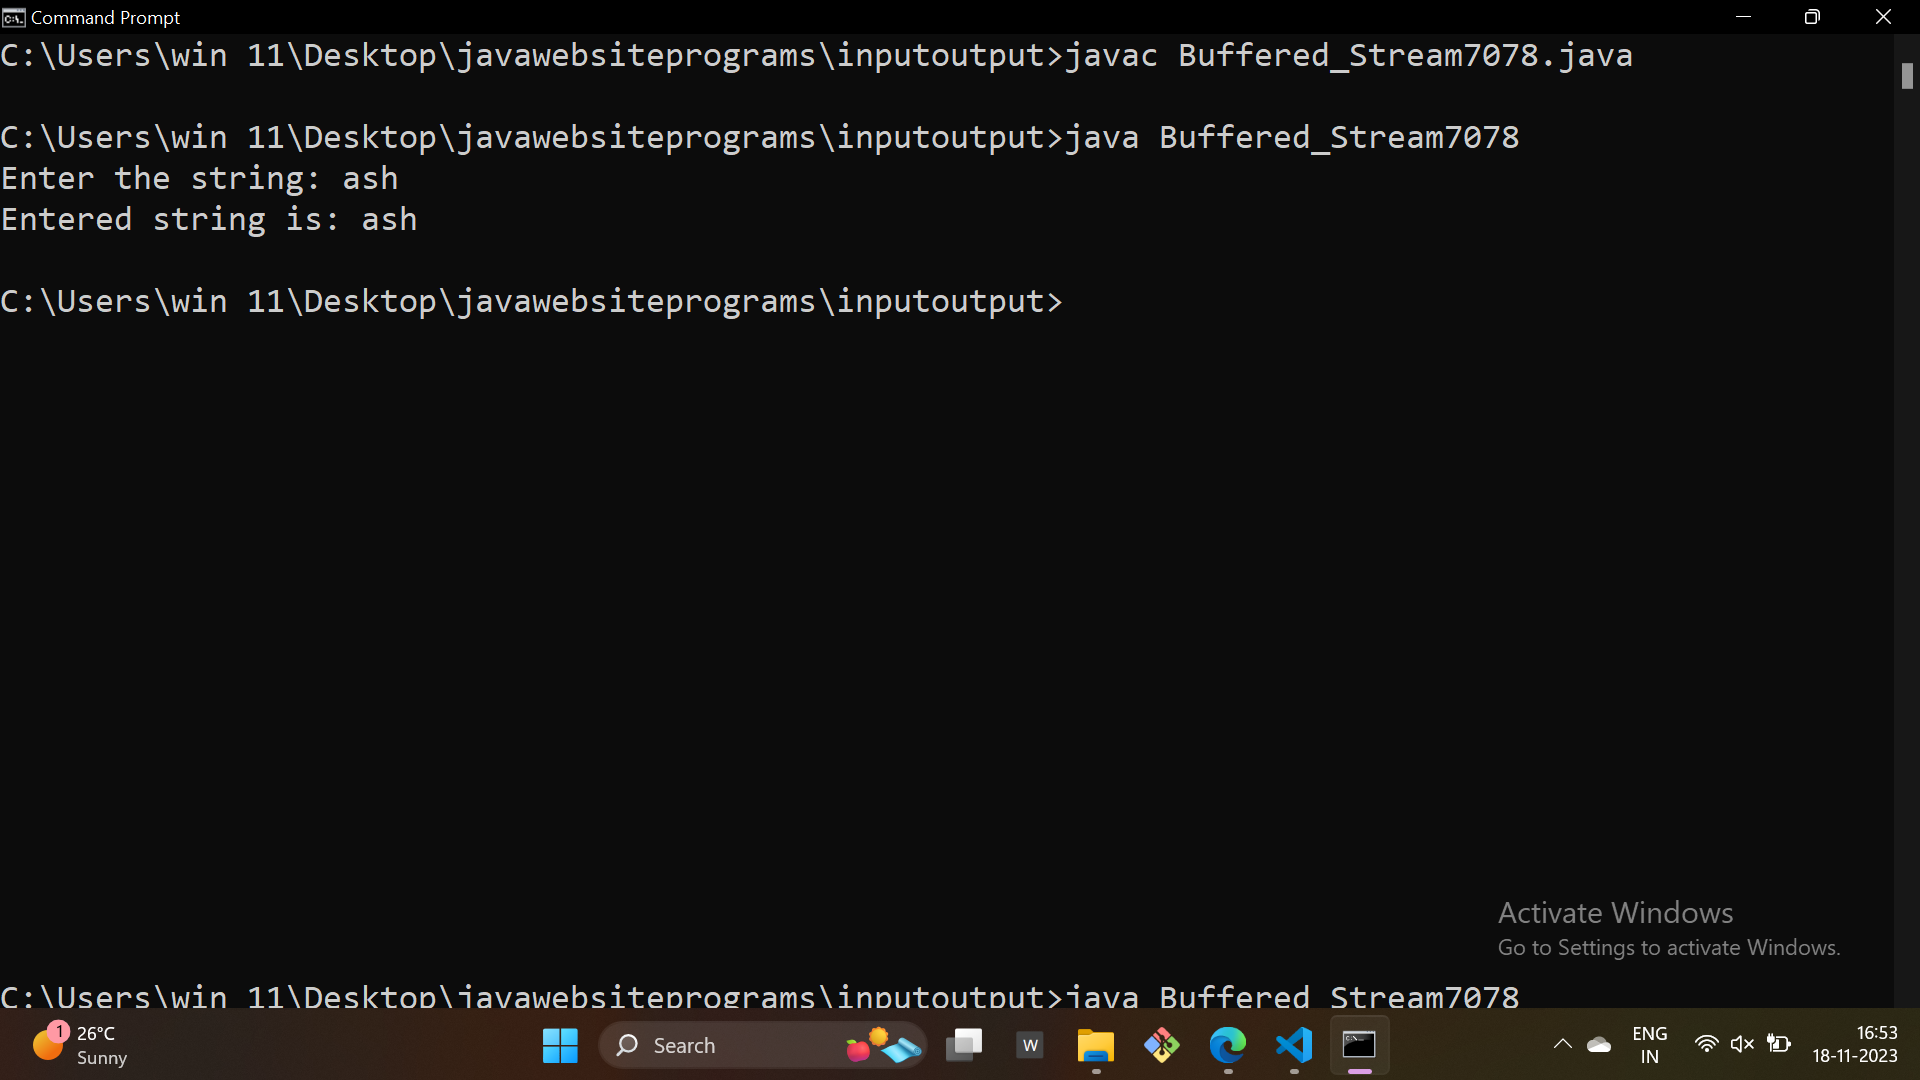 Command Prompt
C:\Users\win 11\Desktop\javawebsiteprograms\inputoutput>javac Buffered_Stream7078.java
C:\Users\win 11\Desktop\javawebsiteprograms\inputoutput>java Buffered_Stream7078
Enter the string: ash
Entered string is: ash
C:\Users\win 11\Desktop\javawebsiteprograms\inputoutput>
Activate Windows
Go to Settings to activate Windows.
C:\Users\win 11\Desktop\javawebsiteprograms\inputoutput>java Buffered_Stream7078
1
26°C
Sunny
Search
W
ENG
IN
16:53
18-11-2023